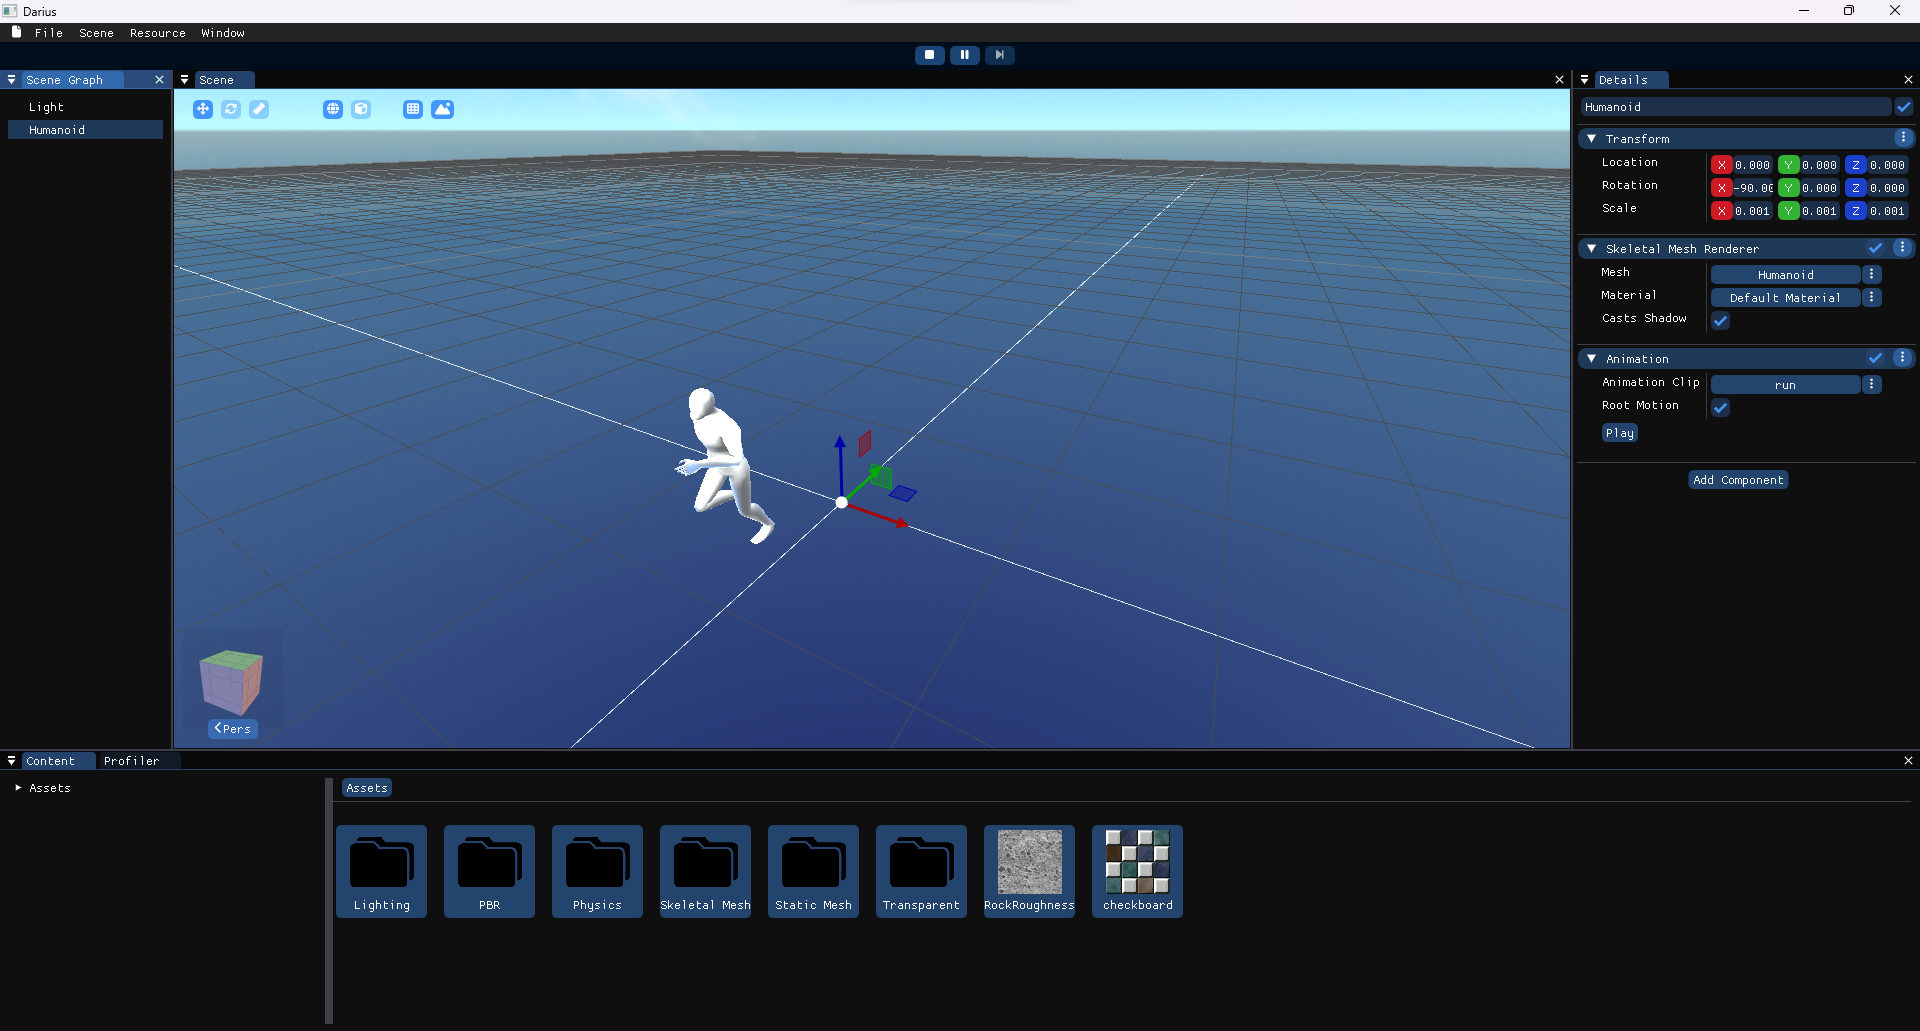 Darius
File Scene Resource Window
Scene Graph
Scene
Details
Light
Humanoid
Pers
Humanoid
Transform
Location X 0.000 Y 0.000 Z 0.000
Rotation X -90.00 Y 0.000 Z 0.000
Scale X 0.001 Y 0.001 Z 0.001
Skeletal Mesh Renderer
Mesh Humanoid
Material Default Material
Casts Shadow
Animation
Animation Clip run
Root Motion
Play
Add Component
Content Profiler
Assets
Assets
Lighting PBR Physics Skeletal Mesh Static Mesh Transparent RockRoughness checkboard